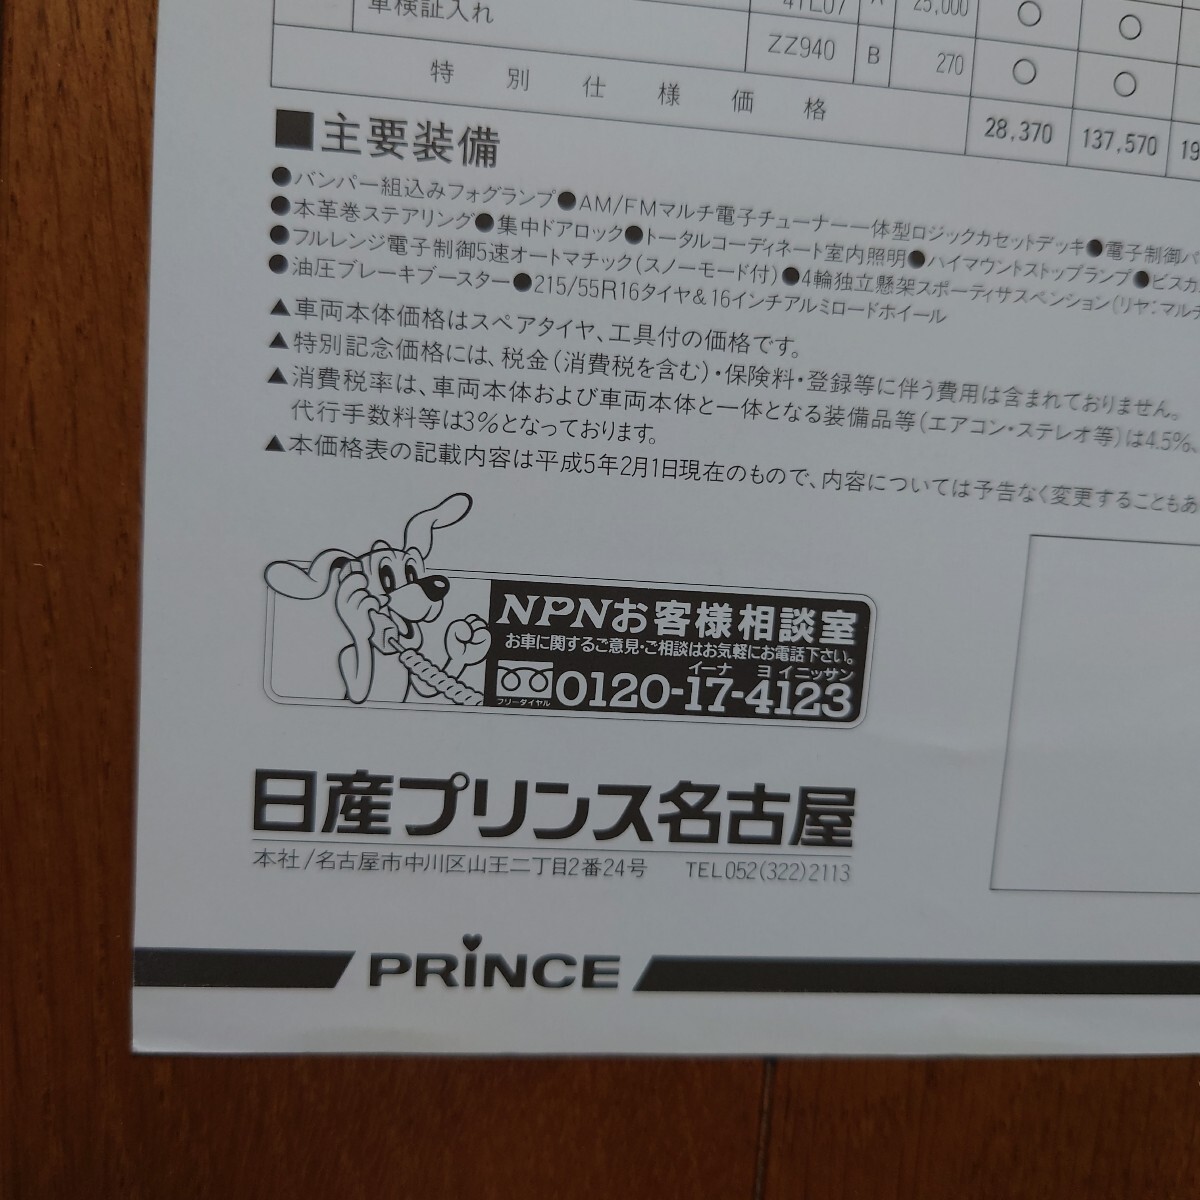 車検証入れ 41L07 A 25,000 ○ ○
ZZ940 B 270 ○ ○
特別仕様価格 28,370 137,570
■主要装備
●バンパー組込みフォグランプ●AM/FMマルチ電子チューナー一体型ロジックカセットデッキ●電子制御パ
●本革巻ステアリング●集中ドアロック●トータルコーディネート室内照明●ハイマウントストップランプ●ビスカ
●フルレンジ電子制御5速オートマチック(スノーモード付)●4輪独立懸架スポーティサスペンション(リヤ:マルチ
●油圧ブレーキブースター●215/55R16タイヤ&16インチアルミロードホイール
▲車両本体価格はスペアタイヤ、工具付の価格です。
▲特別記念価格には、税金(消費税を含む)・保険料・登録等に伴う費用は含まれておりません。
▲消費税率は、車両本体および車両本体と一体となる装備品等(エアコン・ステレオ等)は4.5%、
代行手数料等は3%となっております。
▲本価格表の記載内容は平成5年2月1日現在のもので、内容については予告なく変更することもあ
NPNお客様相談室
お車に関するご意見・ご相談はお気軽にお電話下さい。
イーナ ヨイニッサン
フリーダイヤル 0120-17-4123
日産プリンス名古屋
本社/名古屋市中川区山王二丁目2番24号 TEL052(322)2113
PRINCE